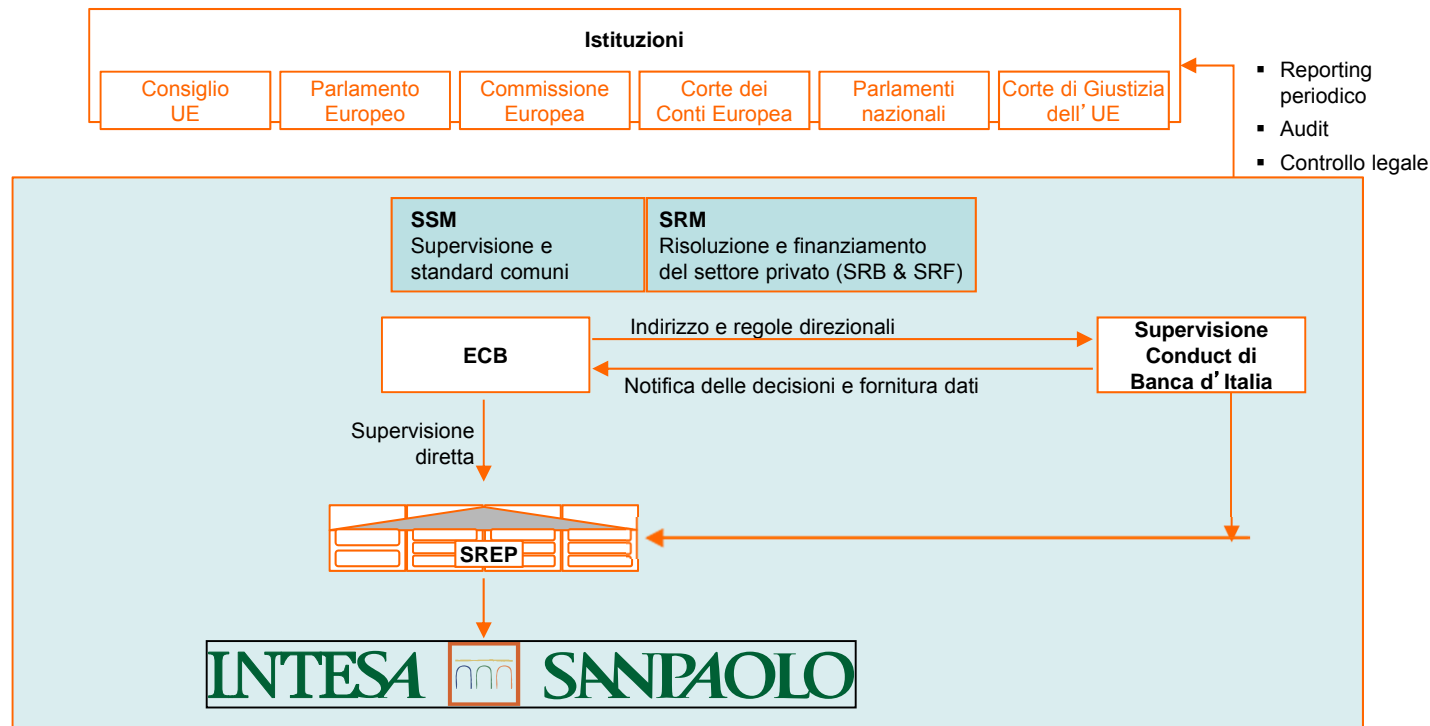 Istituzioni
Consiglio
UE
Parlamento
Europeo
Commissione
Europea
Corte dei
Conti Europea
Parlamenti
nazionali
Corte di Giustizia
dell’ UE
▪ Reporting
periodico
▪ Audit
▪ Controllo legale
SSM
Supervisione e
standard comuni
SRM
Risoluzione e finanziamento
del settore privato (SRB & SRF)
ECB
Indirizzo e regole direzionali
Notifica delle decisioni e fornitura dati
Supervisione
Conduct di
Banca d’ Italia
Supervisione
diretta
SREP
INTESA SANPAOLO